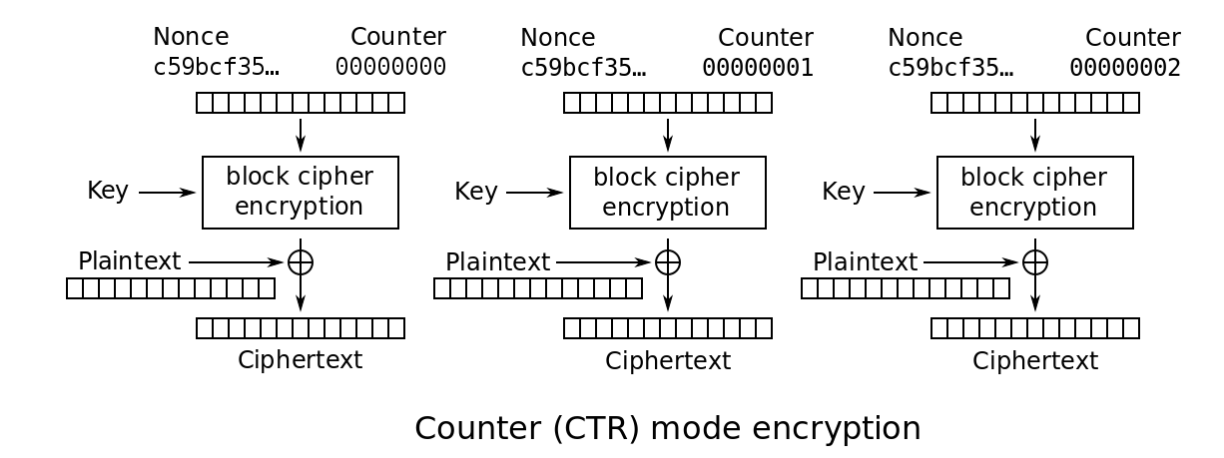 Nonce Counter Nonce Counter Nonce Counter
c59bcf35… 00000000 c59bcf35… 00000001 c59bcf35… 00000002
Key block cipher encryption Key block cipher encryption Key block cipher encryption
Plaintext Plaintext Plaintext
Ciphertext Ciphertext Ciphertext
Counter (CTR) mode encryption